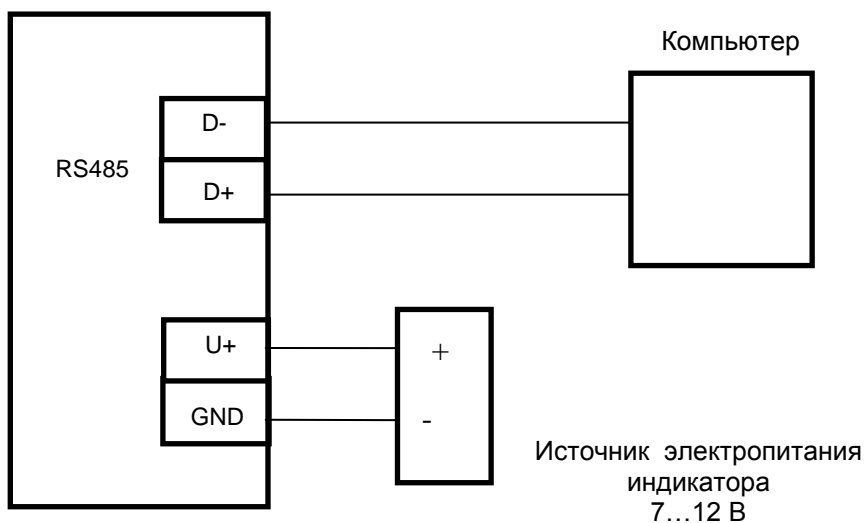 Компьютер
D-
RS485
D+
U+
+
GND
-
Источник электропитания
индикатора
7…12 В